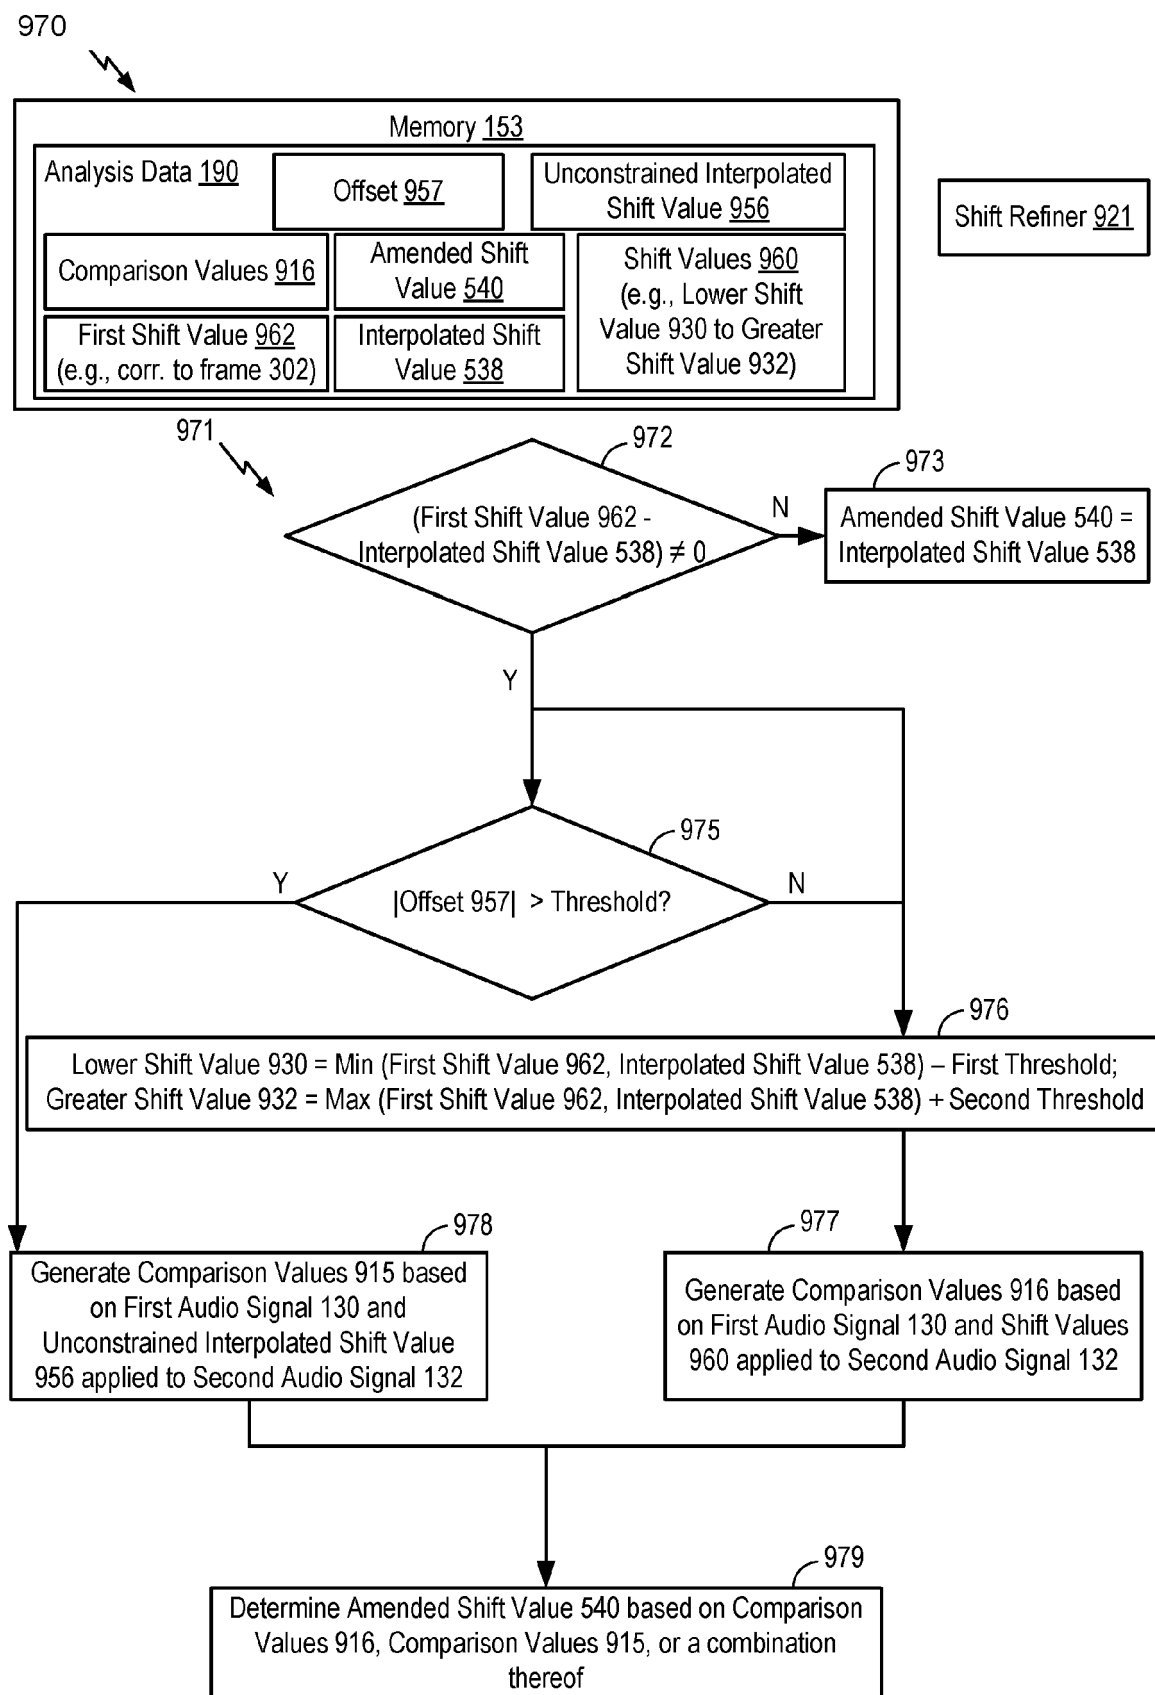 970
Memory 153
Analysis Data 190
Offset 957
Unconstrained Interpolated
Shift Value 956
Shift Refiner 921
Comparison Values 916
Amended Shift
Value 540
Shift Values 960
(e.g., Lower Shift
Value 930 to Greater
Shift Value 932)
First Shift Value 962
(e.g., corr. to frame 302)
Interpolated Shift
Value 538
971
972
973
(First Shift Value 962 -
Interpolated Shift Value 538) ≠ 0
N
Amended Shift Value 540 =
Interpolated Shift Value 538
Y
975
Y
|Offset 957| > Threshold?
N
976
Lower Shift Value 930 = Min (First Shift Value 962, Interpolated Shift Value 538) – First Threshold;
Greater Shift Value 932 = Max (First Shift Value 962, Interpolated Shift Value 538) + Second Threshold
978
977
Generate Comparison Values 915 based
on First Audio Signal 130 and
Unconstrained Interpolated Shift Value
956 applied to Second Audio Signal 132
Generate Comparison Values 916 based
on First Audio Signal 130 and Shift Values
960 applied to Second Audio Signal 132
979
Determine Amended Shift Value 540 based on Comparison
Values 916, Comparison Values 915, or a combination
thereof